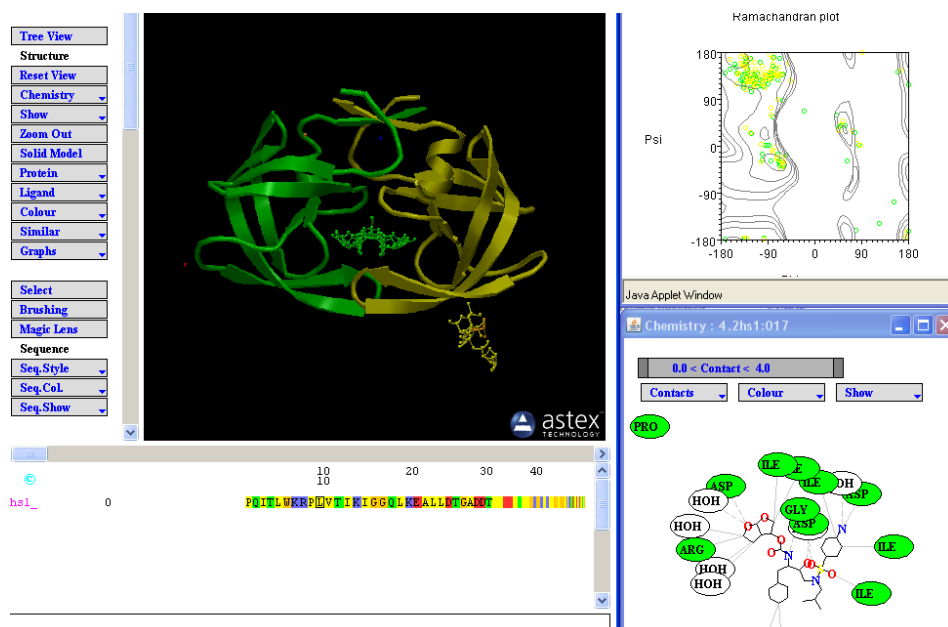 Tree View
Structure
Reset View
Chemistry
Show
Zoom Out
Solid Model
Protein
Ligand
Colour
Similar
Graphs
Select
Brushing
Magic Lens
Sequence
Seq.Style
Seq.Col.
Seq.Show
astex
TECHNOLOGY
10 20 30 40
10
©
hs1_ 0 PQITLWKRPLVTIKIGGQLKEALLDTGADDT
Ramachandran plot
180
90
Psi
0
-90
-180
-180 -90 0 90 180
Java Applet Window
Chemistry : 4,2hs1:017
0.0 < Contact < 4.0
Contacts Colour Show
PRO
ILE
ILE
ASP
HOH
ASP
HOH
GLY
O
N
HOH
ASP
ARG
ILE
HOH
HOH
O
N
O
O
S
O
N
ILE